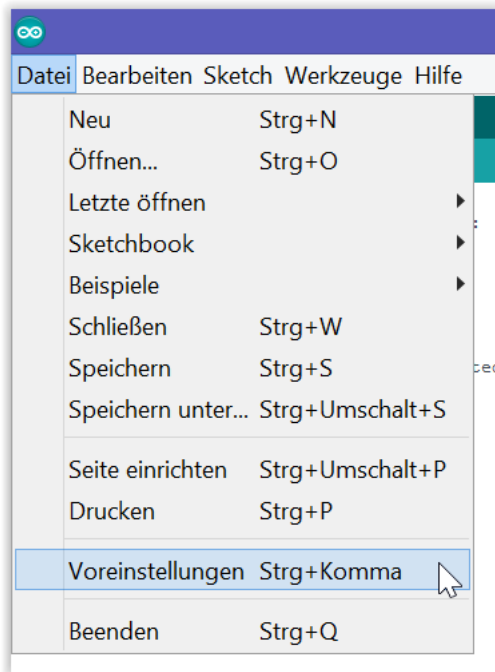 Datei Bearbeiten Sketch Werkzeuge Hilfe
Neu Strg+N
Öffnen... Strg+O
Letzte öffnen
Sketchbook
Beispiele
Schließen Strg+W
Speichern Strg+S
Speichern unter... Strg+Umschalt+S
Seite einrichten Strg+Umschalt+P
Drucken Strg+P
Voreinstellungen Strg+Komma
Beenden Strg+Q